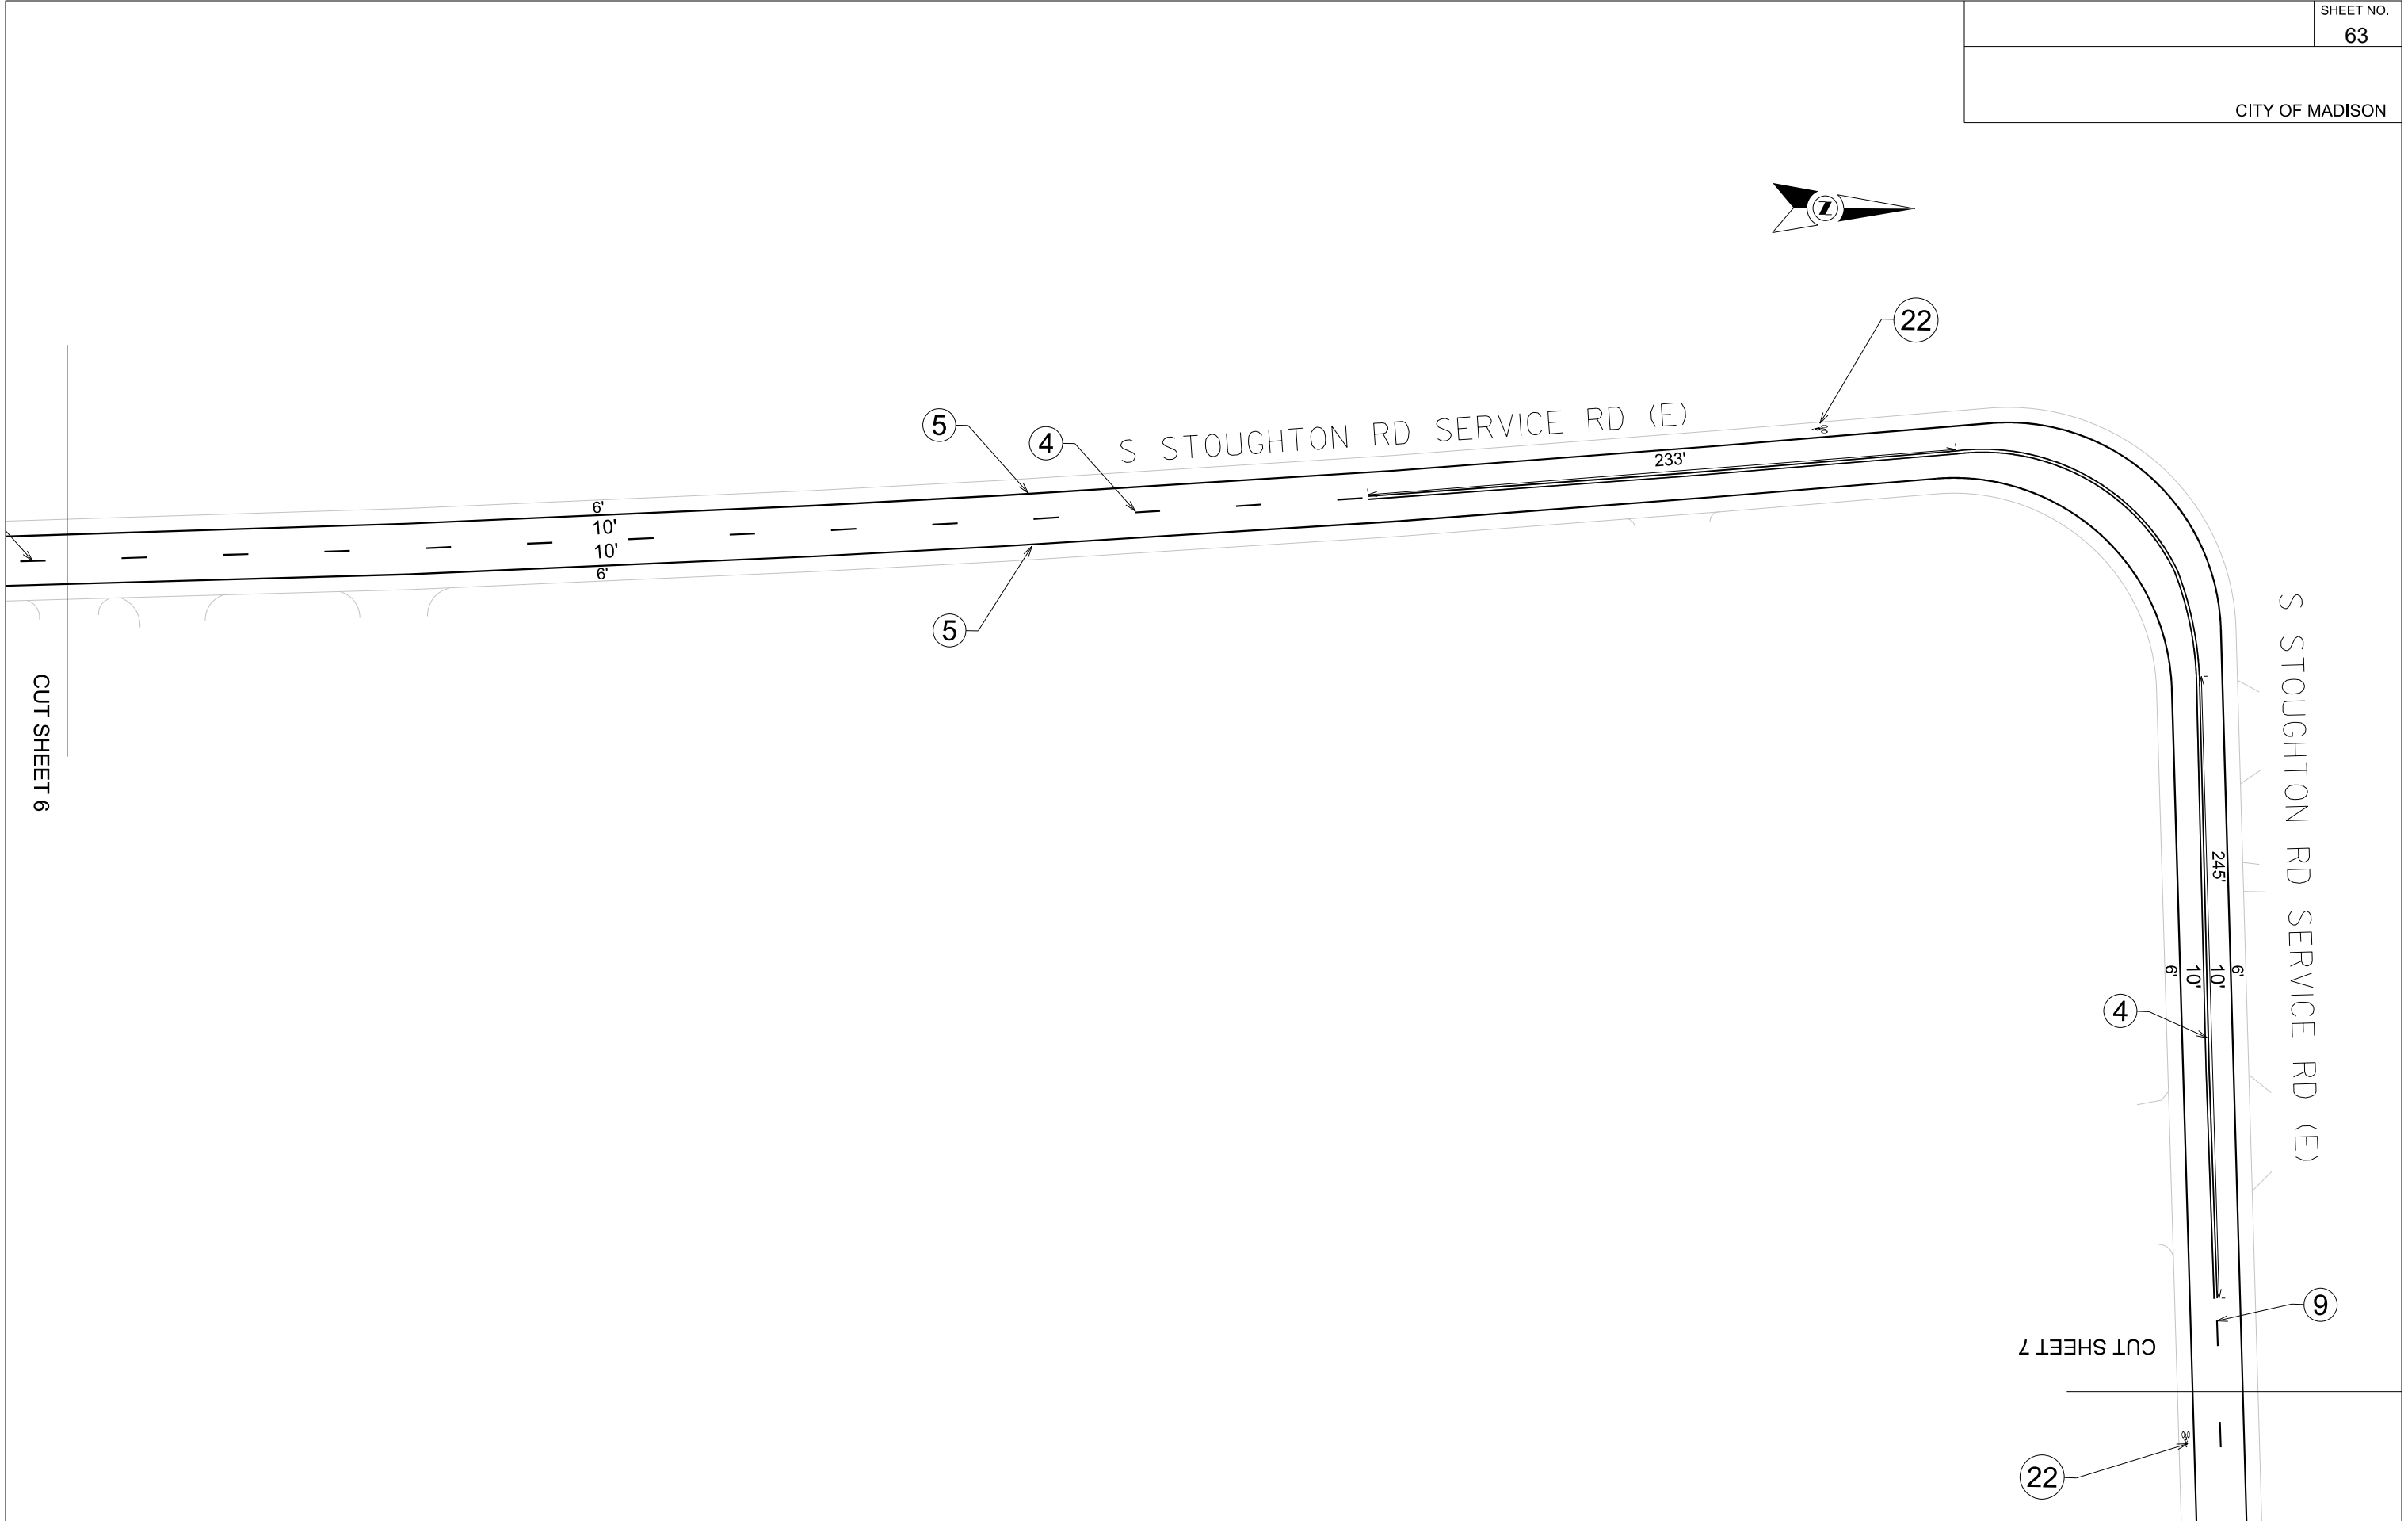 SHEET NO.
63
CITY OF MADISON
N
22
S STOUGHTON RD SERVICE RD (E)
5
4
233'
6'
10'
10'
6'
5
CUT SHEET 6
S STOUGHTON RD SERVICE RD (E)
245'
6'
10'
10'
6'
4
9
CUT SHEET 7
22